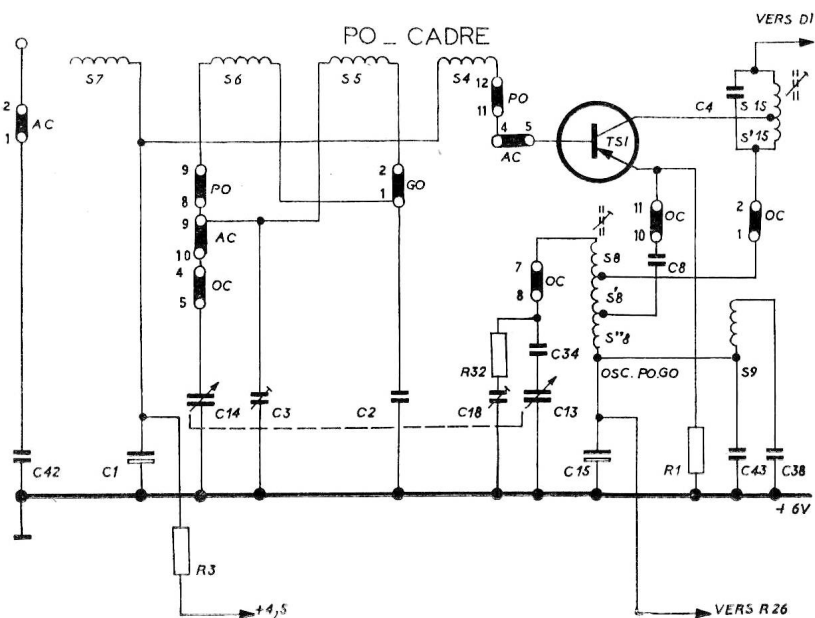 VERS D1
PO_ CADRE
S7
S6
S5
S4
12
PO
11
2
AC
1
4 5
AC
TS1
C4
S15
S'15
9
PO
8
9
AC
10
4
OC
5
2
GO
1
11
OC
10
C8
2
OC
1
7
OC
8
S8
S'8
S"8
R32
C34
OSC. PO.GO
S9
C14
C3
C2
C18
C13
C42
C1
C15
R1
C43
C38
+ 6V
R3
+4,5
VERS R26